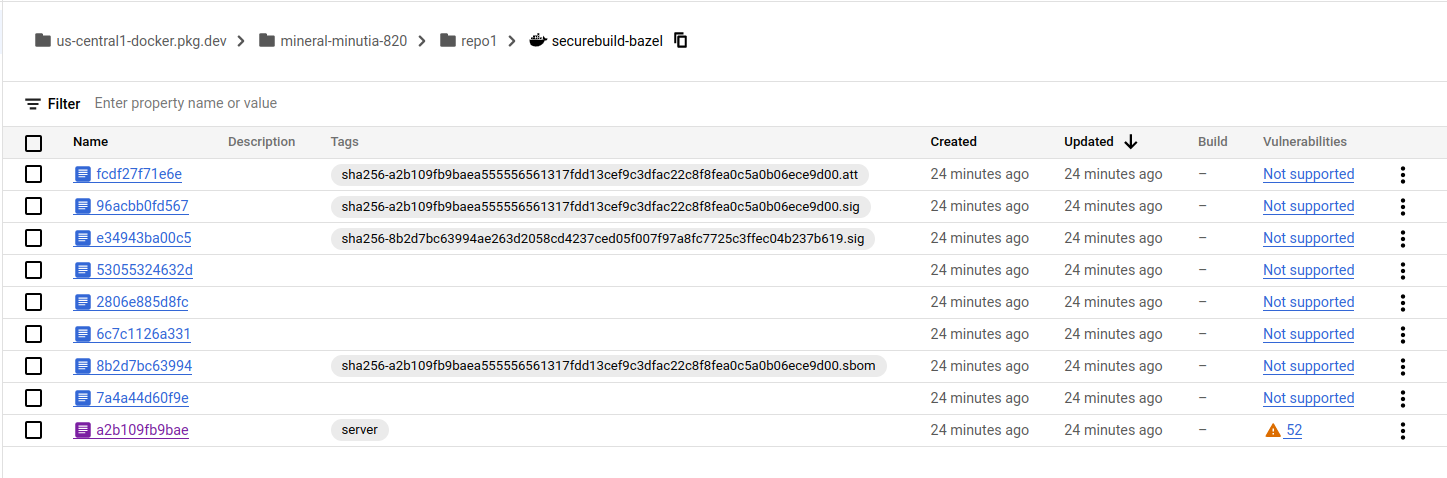 us-central1-docker.pkg.dev > mineral-minutia-820 > repo1 > securebuild-bazel
Filter Enter property name or value
Name Description Tags Created Updated Build Vulnerabilities
fcdf27f71e6e sha256-a2b109fb9baea555556561317fdd13cef9c3dfac22c8f8fea0c5a0b06ece9d00.att 24 minutes ago 24 minutes ago – Not supported
96acbb0fd567 sha256-a2b109fb9baea555556561317fdd13cef9c3dfac22c8f8fea0c5a0b06ece9d00.sig 24 minutes ago 24 minutes ago – Not supported
e34943ba00c5 sha256-8b2d7bc63994ae263d2058cd4237ced05f007f97a8fc7725c3ffec04b237b619.sig 24 minutes ago 24 minutes ago – Not supported
53055324632d 24 minutes ago 24 minutes ago – Not supported
2806e885d8fc 24 minutes ago 24 minutes ago – Not supported
6c7c1126a331 24 minutes ago 24 minutes ago – Not supported
8b2d7bc63994 sha256-a2b109fb9baea555556561317fdd13cef9c3dfac22c8f8fea0c5a0b06ece9d00.sbom 24 minutes ago 24 minutes ago – Not supported
7a4a44d60f9e 24 minutes ago 24 minutes ago – Not supported
a2b109fb9bae server 24 minutes ago 24 minutes ago – 52